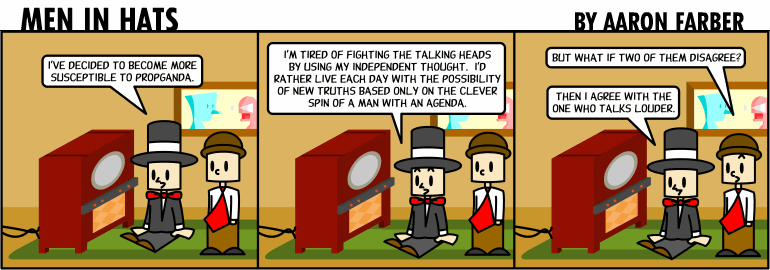 MEN IN HATS
BY AARON FARBER
I'VE DECIDED TO BECOME MORE
SUSCEPTIBLE TO PROPGANDA.
I'M TIRED OF FIGHTING THE TALKING HEADS
BY USING MY INDEPENDENT THOUGHT. I'D
RATHER LIVE EACH DAY WITH THE POSSIBILITY
OF NEW TRUTHS BASED ONLY ON THE CLEVER
SPIN OF A MAN WITH AN AGENDA.
BUT WHAT IF TWO OF THEM DISAGREE?
THEN I AGREE WITH THE
ONE WHO TALKS LOUDER.